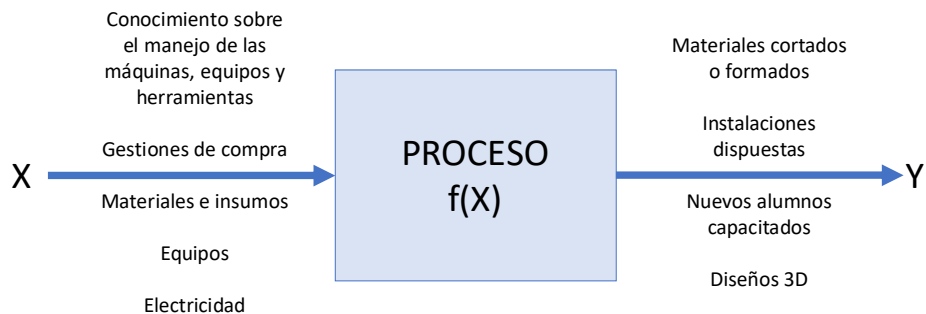 Conocimiento sobre
el manejo de las
máquinas, equipos y
herramientas
Gestiones de compra
X
Materiales e insumos
Equipos
Electricidad
PROCESO
f(X)
Materiales cortados
o formados
Instalaciones
dispuestas
Y
Nuevos alumnos
capacitados
Diseños 3D